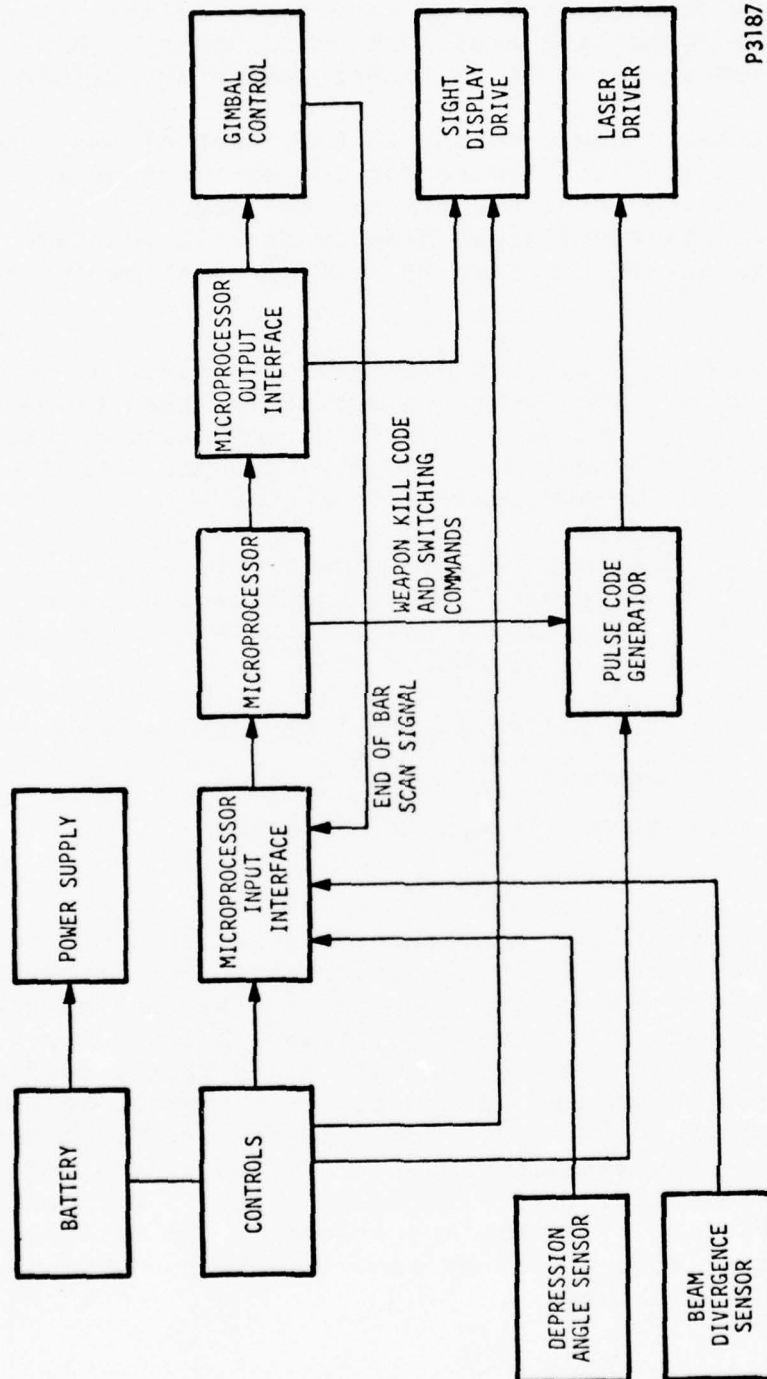 BATTERY
POWER SUPPLY
CONTROLS
MICROPROCESSOR
INPUT
INTERFACE
MICROPROCESSOR
MICROPROCESSOR
OUTPUT
INTERFACE
GIMBAL
CONTROL
END OF BAR
SCAN SIGNAL
WEAPON KILL CODE
AND SWITCHING
COMMANDS
SIGHT
DISPLAY
DRIVE
DEPRESSION
ANGLE SENSOR
PULSE CODE
GENERATOR
LASER
DRIVER
BEAM
DIVERGENCE
SENSOR
P3187